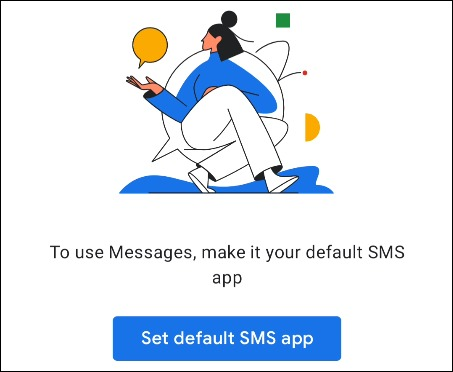 To use Messages, make it your default SMS
app
Set default SMS app